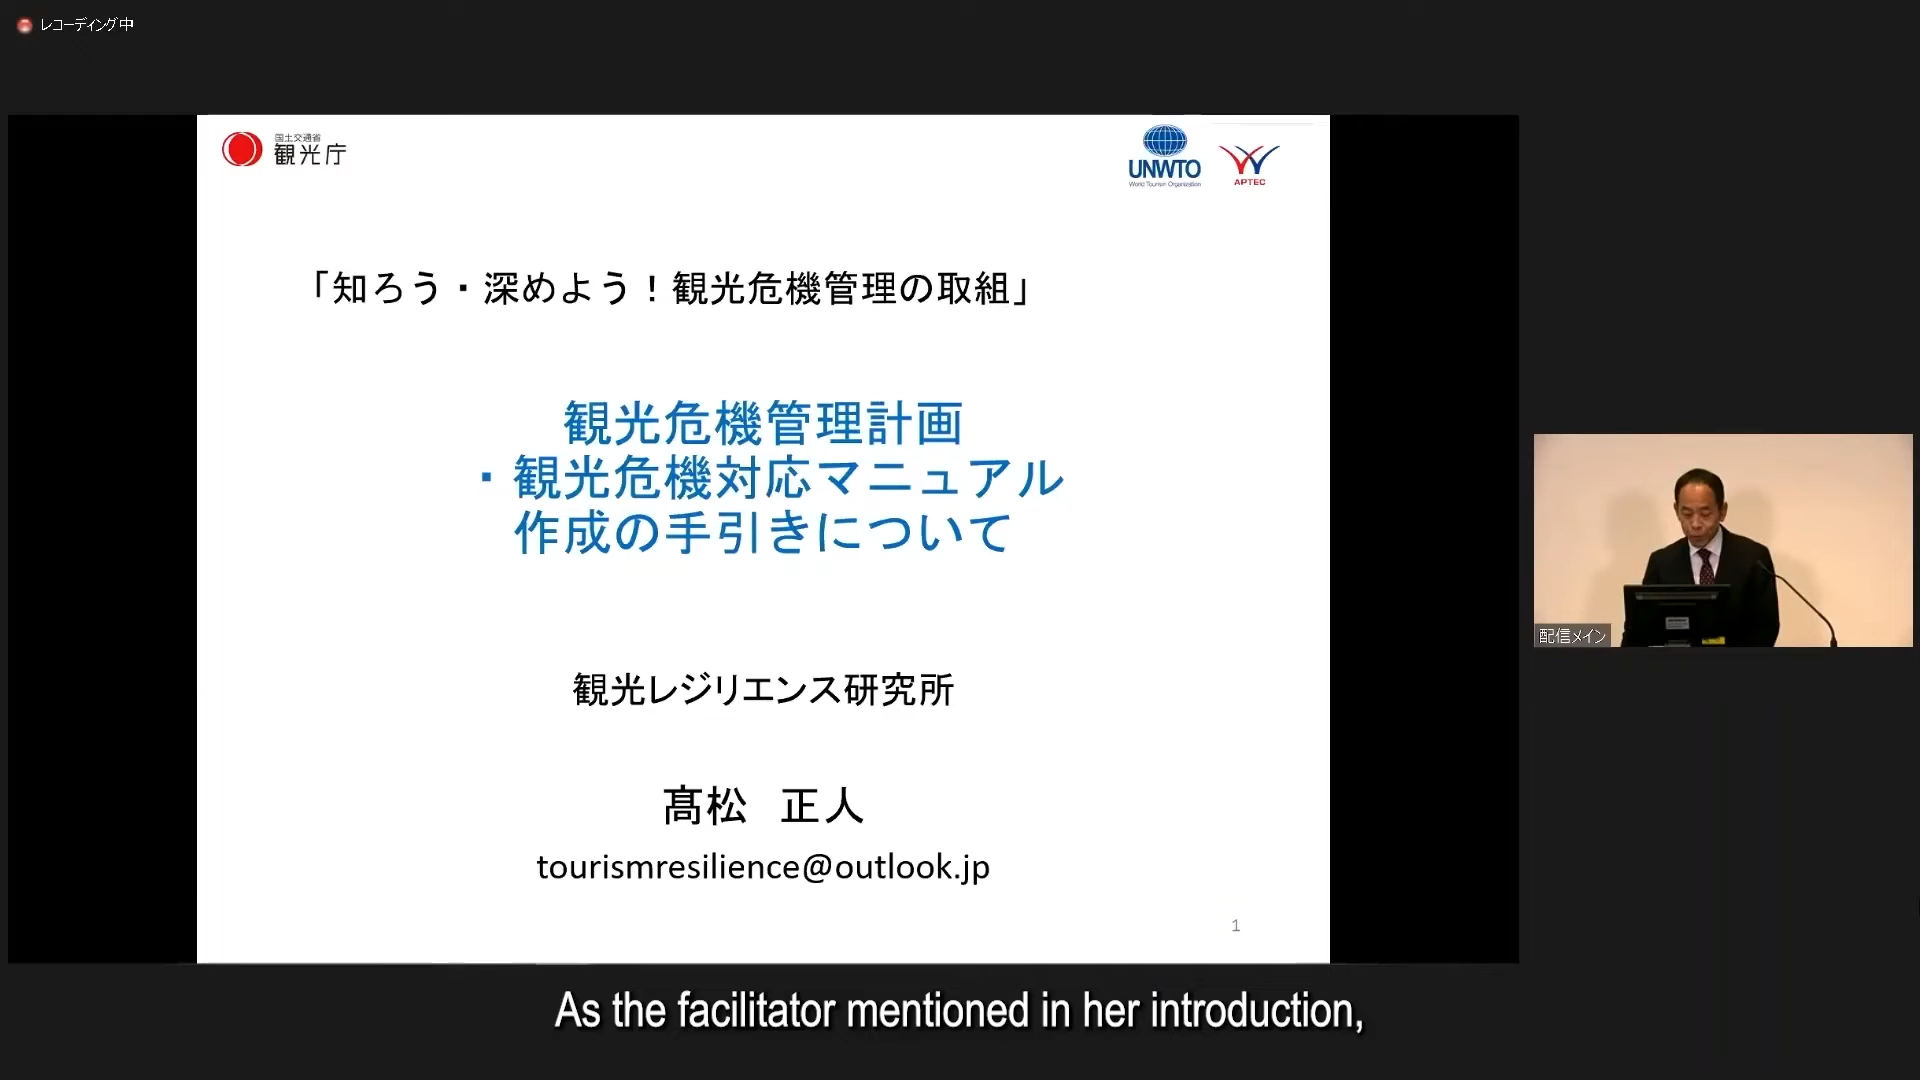 レコーディング中
国土交通省
観光庁
UNWTO
World Tourism Organization
APTEC
「知ろう・深めよう！観光危機管理の取組」
観光危機管理計画
・観光危機対応マニュアル
作成の手引きについて
観光レジリエンス研究所
髙松　正人
tourismresilience@outlook.jp
1
配信メイン
As the facilitator mentioned in her introduction,